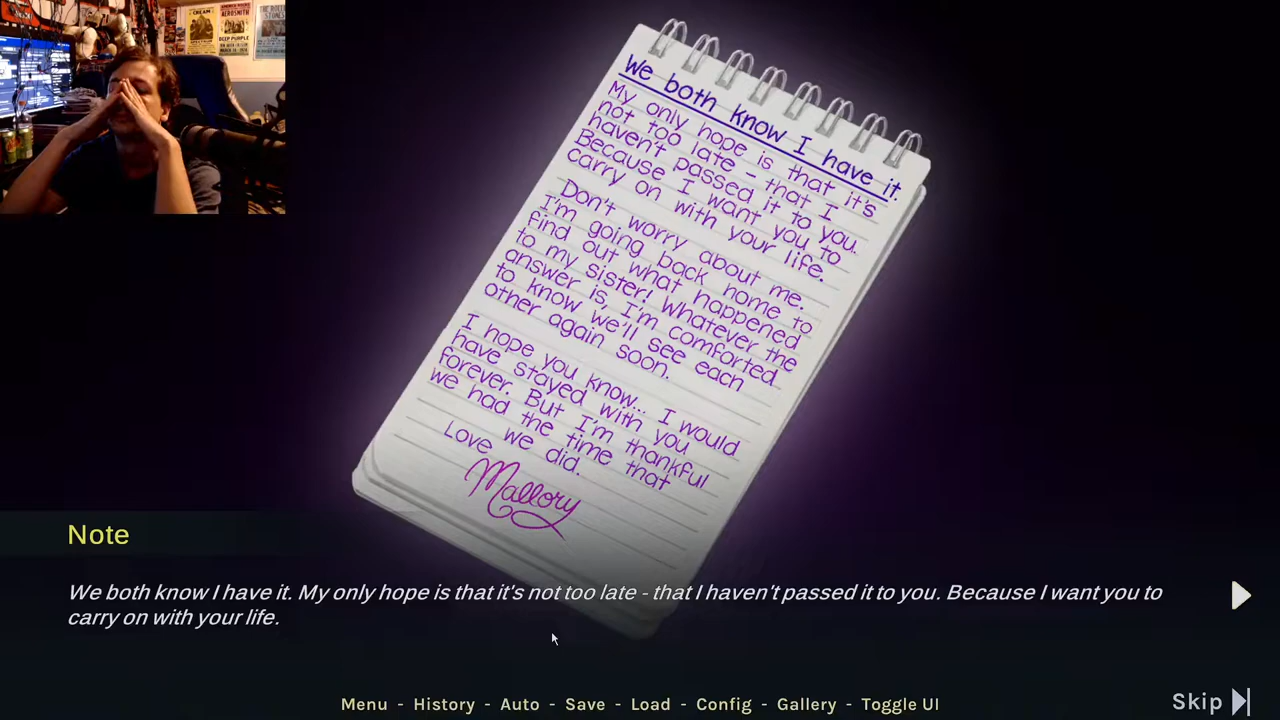 CREAM
AEROSMITH
DEEP PURPLE
We both know I have it.
My only hope is that it's
not too late - that I
haven't passed it to you.
Because I want you to
carry on with your life.
Don't worry about me.
I'm going back home to
find out what happened
to my sister! Whatever the
answer is, I'm comforted
to know we'll see each
other again soon.
I hope you know... I would
have stayed with you
forever. But I'm thankful
we had the time that
we did.
Love
Mallory
Note
We both know I have it. My only hope is that it's not too late - that I haven't passed it to you. Because I want you to
carry on with your life.
Menu - History - Auto - Save - Load - Config - Gallery - Toggle UI
Skip